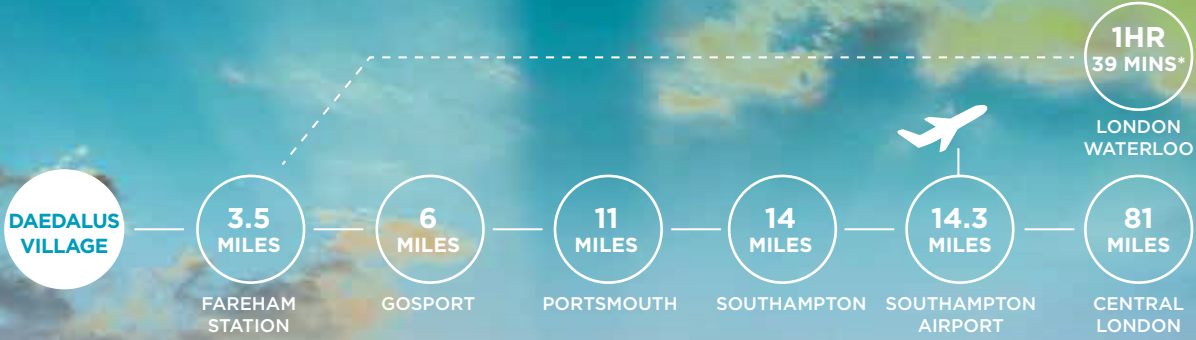 1HR
39 MINS*
LONDON
WATERLOO
DAEDALUS
VILLAGE
3.5
MILES
FAREHAM
STATION
6
MILES
GOSPORT
11
MILES
PORTSMOUTH
14
MILES
SOUTHAMPTON
14.3
MILES
SOUTHAMPTON
AIRPORT
81
MILES
CENTRAL
LONDON